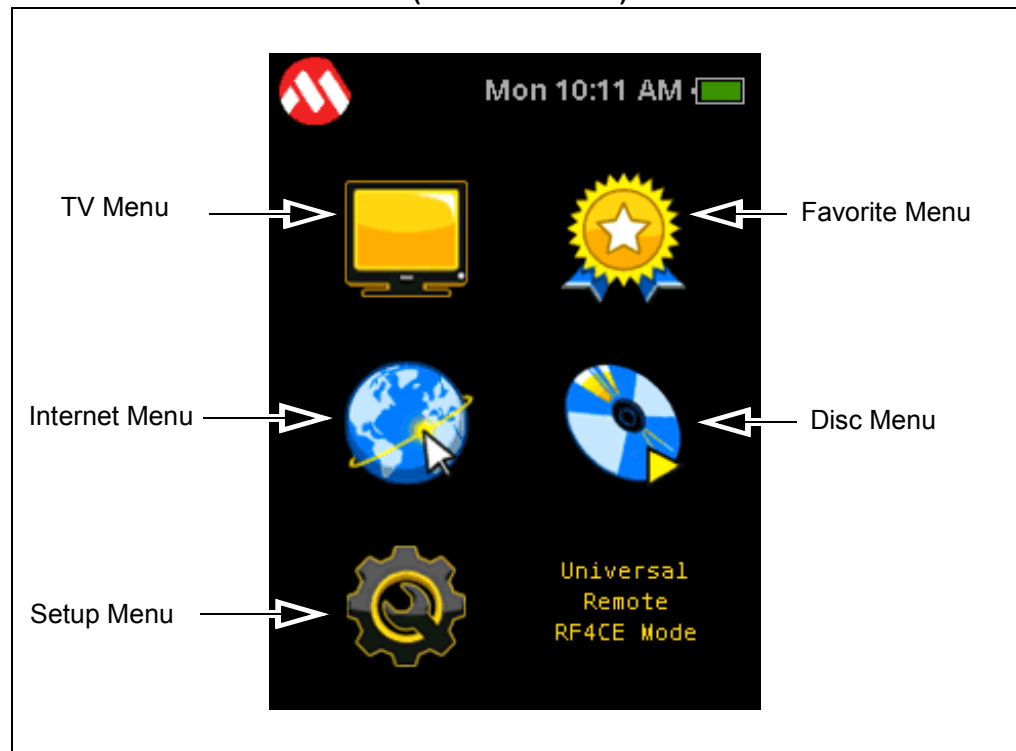 Mon 10:11 AM
TV Menu
Favorite Menu
Internet Menu
Disc Menu
Setup Menu
Universal
Remote
RF4CE Mode